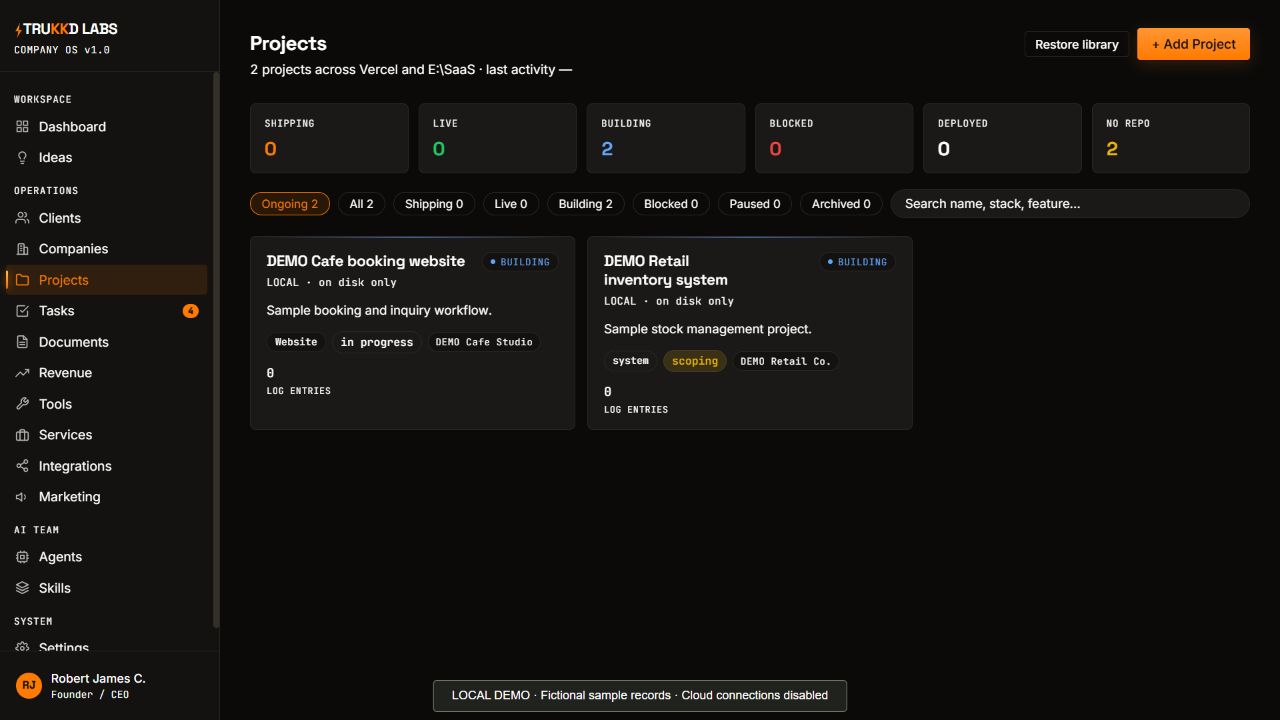 TRUKKD LABS
COMPANY OS v1.0
WORKSPACE
Dashboard
Ideas
OPERATIONS
Clients
Companies
Projects
Tasks
4
Documents
Revenue
Tools
Services
Integrations
Marketing
AI TEAM
Agents
Skills
SYSTEM
Settings
RJ
Robert James C.
Founder / CEO
Projects
2 projects across Vercel and E:\SaaS · last activity —
Restore library
+ Add Project
SHIPPING
0
LIVE
0
BUILDING
2
BLOCKED
0
DEPLOYED
0
NO REPO
2
Ongoing 2
All 2
Shipping 0
Live 0
Building 2
Blocked 0
Paused 0
Archived 0
Search name, stack, feature...
DEMO Cafe booking website
BUILDING
LOCAL · on disk only
Sample booking and inquiry workflow.
Website
in progress
DEMO Cafe Studio
0
LOG ENTRIES
DEMO Retail
inventory system
BUILDING
LOCAL · on disk only
Sample stock management project.
system
scoping
DEMO Retail Co.
0
LOG ENTRIES
LOCAL DEMO · Fictional sample records · Cloud connections disabled